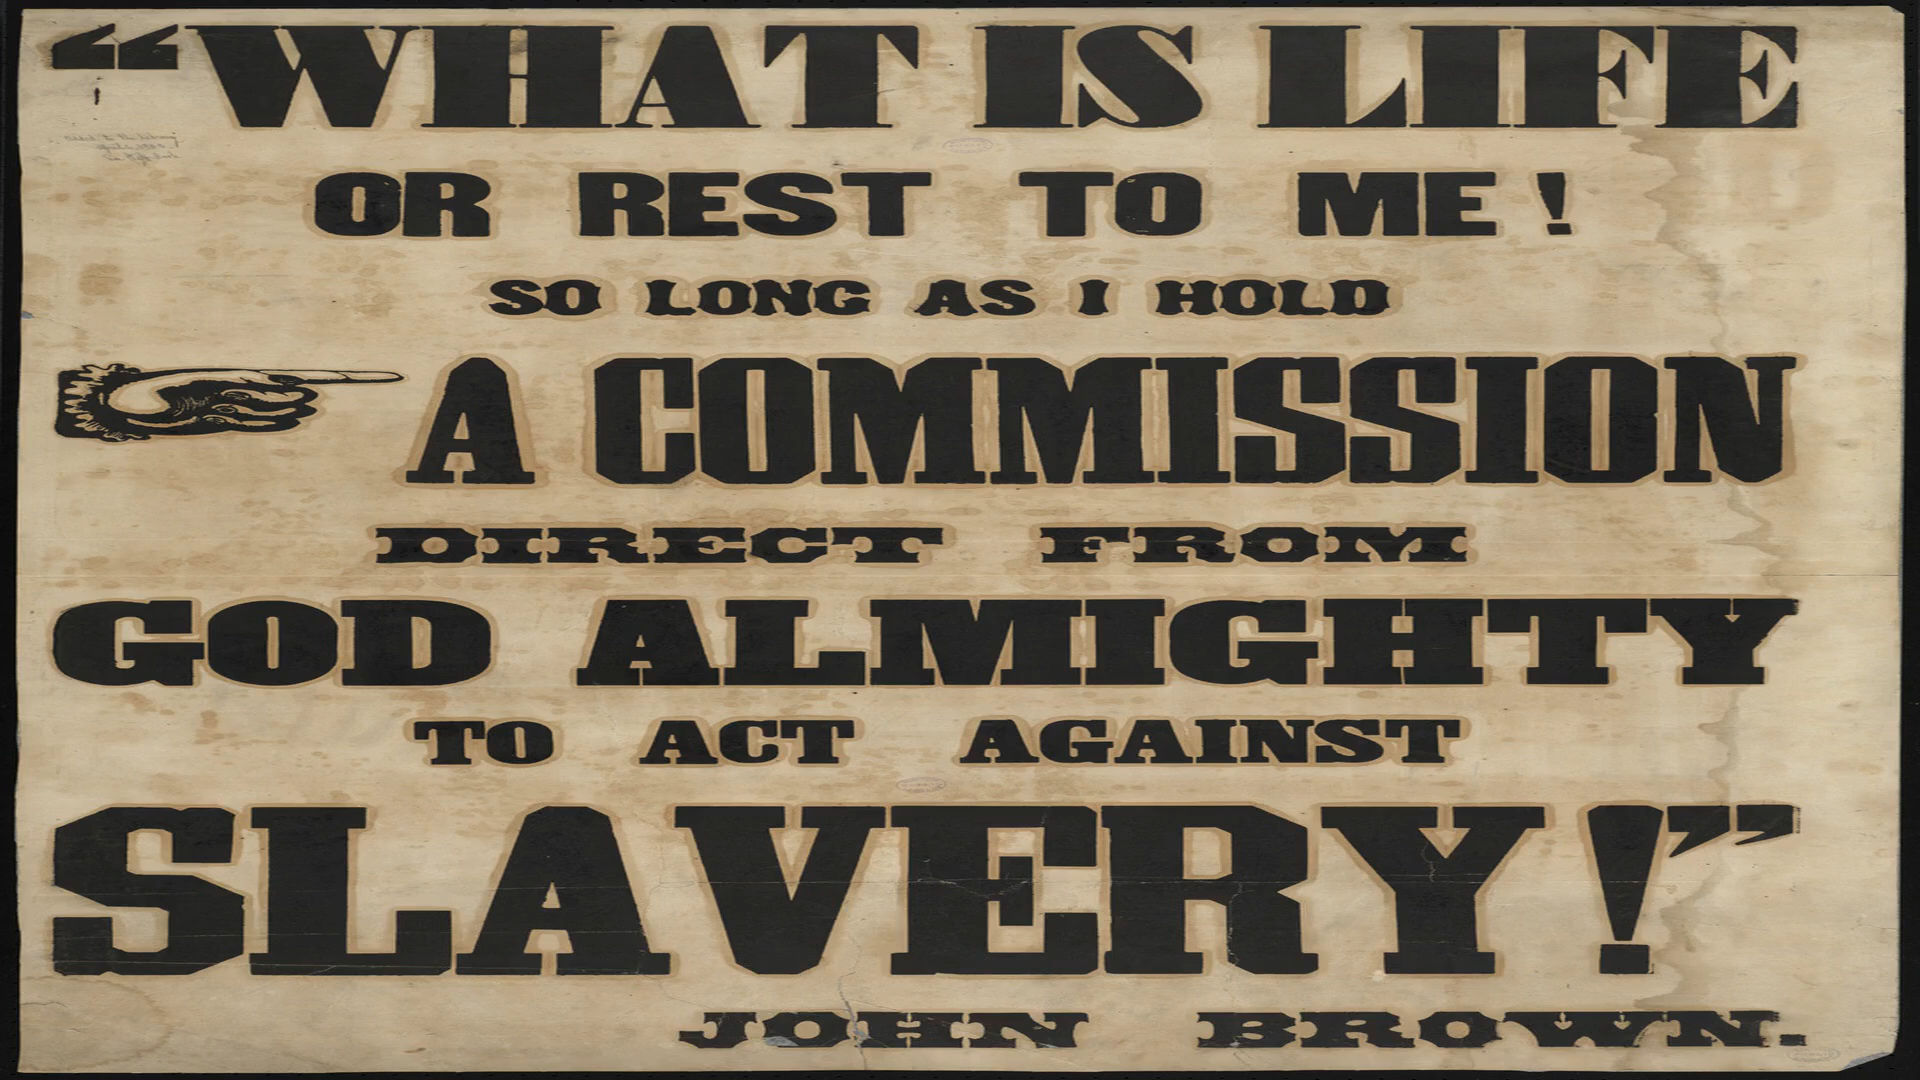 “WHAT IS LIFE
OR REST TO ME!
SO LONG AS I HOLD
A COMMISSION
DIRECT FROM
GOD ALMIGHTY
TO ACT AGAINST
SLAVERY!”
JOHN BROWN.